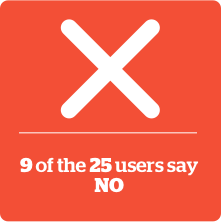 9 of the 25 users say
NO